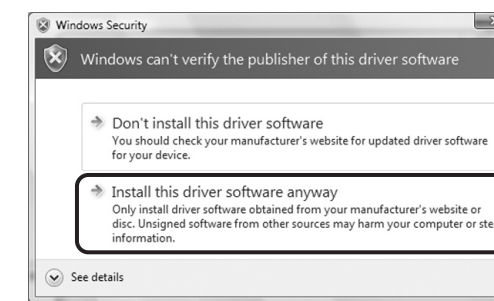 Windows Security
Windows can't verify the publisher of this driver software
Don't install this driver software
You should check your manufacturer's website for updated driver software
for your device.
Install this driver software anyway
Only install driver software obtained from your manufacturer's website or
disc. Unsigned software from other sources may harm your computer or
information.
See details